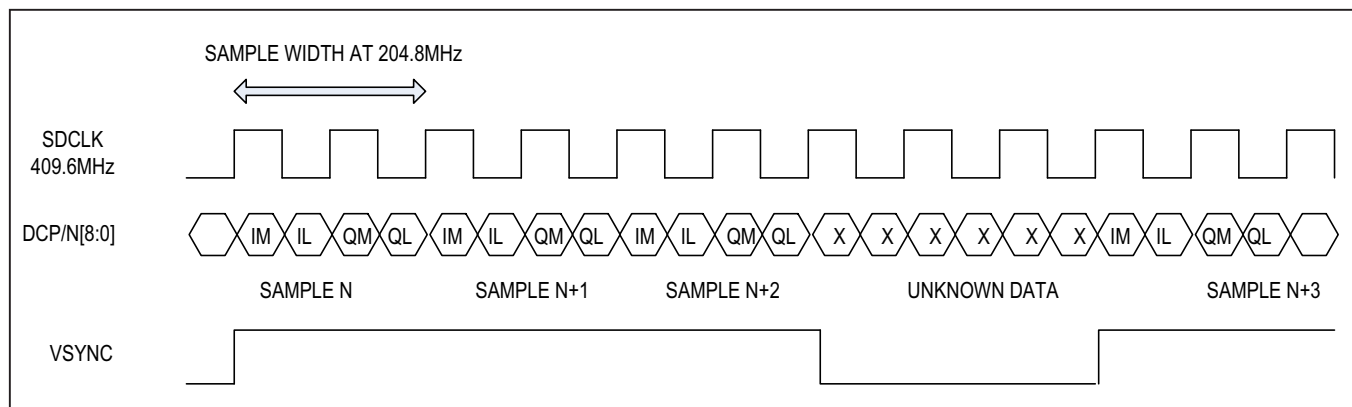 SAMPLE WIDTH AT 204.8MHz
SDCLK
409.6MHz
DCP/N[8:0]
IM IL QM QL IM IL QM QL IM IL QM QL X X X X X X IM IL QM QL
SAMPLE N SAMPLE N+1 SAMPLE N+2 UNKNOWN DATA SAMPLE N+3
VSYNC